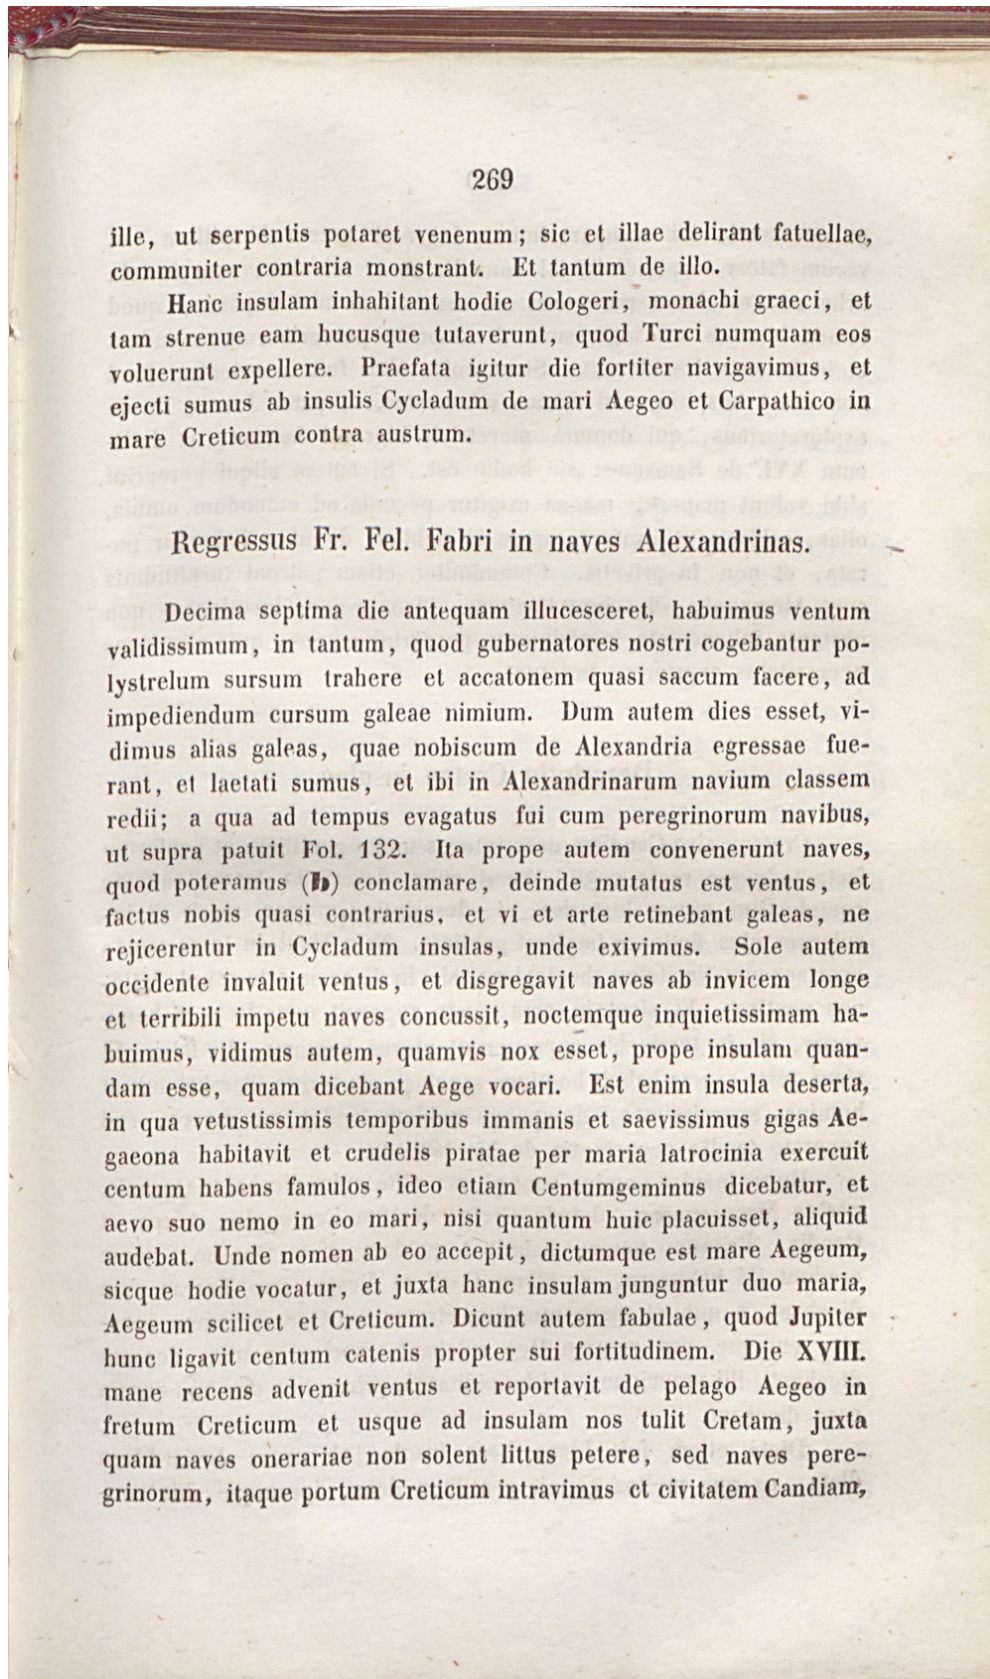 269
ille, ut serpentis potaret venenum; sic et illae delirant fatuellae,
communiter contraria monstrant. Et tantum de illo.
Hanc insulam inhahitant hodie Cologeri, monachi graeci, et
tam strenue eam hucusque tutaverunt, quod Turci numquam eos
voluerunt expellere. Praefata igitur die fortiter navigavimus, et
ejecti sumus ab insulis Cycladum de mari Aegeo et Carpathico in
mare Creticum contra austrum.
Regressus Fr. Fel. Fabri in naves Alexandrinas.
Decima septima die antequam illucesceret, habuimus ventum
validissimum, in tantum, quod gubernatores nostri cogebantur po-
lystrelum sursum trahere et accatonem quasi saccum facere, ad
impediendum cursum galeae nimium. Dum autem dies esset, vi-
dimus alias galeas, quae nobiscum de Alexandria egressae fue-
rant, et laetati sumus, et ibi in Alexandrinarum navium classem
redii; a qua ad tempus evagatus fui cum peregrinorum navibus,
ut supra patuit Fol. 132. Ita prope autem convenerunt naves,
quod poteramus (b) conclamare, deinde mutatus est ventus, et
factus nobis quasi contrarius, et vi et arte retinebant galeas, ne
rejicerentur in Cycladum insulas, unde exivimus. Sole autem
occidente invaluit ventus, et disgregavit naves ab invicem longe
et terribili impetu naves concussit, noctemque inquietissimam ha-
buimus, vidimus autem, quamvis nox esset, prope insulam quan-
dam esse, quam dicebant Aege vocari. Est enim insula deserta,
in qua vetustissimis temporibus immanis et saevissimus gigas Ae-
gaeona habitavit et crudelis piratae per maria latrocinia exercuit
centum habens famulos, ideo etiam Centumgeminus dicebatur, et
aevo suo nemo in eo mari, nisi quantum huic placuisset, aliquid
audebat. Unde nomen ab eo accepit, dictumque est mare Aegeum,
sicque hodie vocatur, et juxta hanc insulam junguntur duo maria,
Aegeum scilicet et Creticum. Dicunt autem fabulae, quod Jupiter
hunc ligavit centum catenis propter sui fortitudinem. Die XVIII.
mane recens advenit ventus et reportavit de pelago Aegeo in
fretum Creticum et usque ad insulam nos tulit Cretam, juxta
quam naves onerariae non solent littus petere, sed naves pere-
grinorum, itaque portum Creticum intravimus et civitatem Candiam,